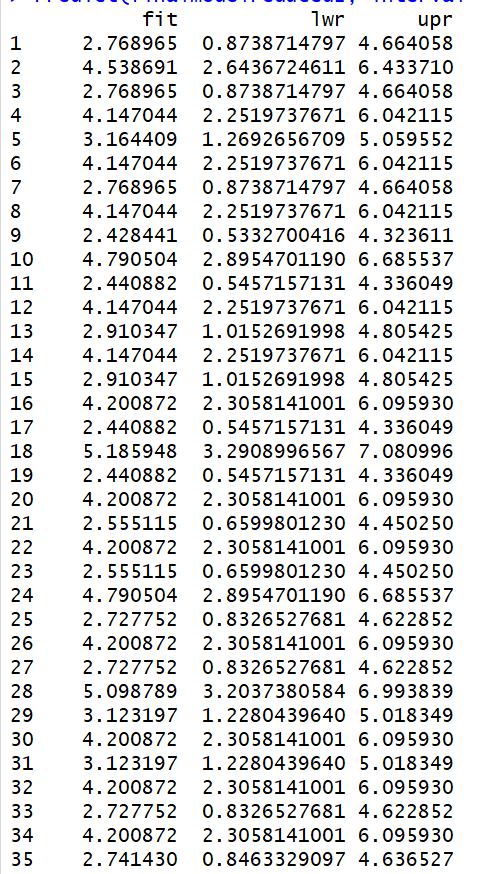 fit lwr upr
1 2.768965 0.8738714797 4.664058
2 4.538691 2.6436724611 6.433710
3 2.768965 0.8738714797 4.664058
4 4.147044 2.2519737671 6.042115
5 3.164409 1.2692656709 5.059552
6 4.147044 2.2519737671 6.042115
7 2.768965 0.8738714797 4.664058
8 4.147044 2.2519737671 6.042115
9 2.428441 0.5332700416 4.323611
10 4.790504 2.8954701190 6.685537
11 2.440882 0.5457157131 4.336049
12 4.147044 2.2519737671 6.042115
13 2.910347 1.0152691998 4.805425
14 4.147044 2.2519737671 6.042115
15 2.910347 1.0152691998 4.805425
16 4.200872 2.3058141001 6.095930
17 2.440882 0.5457157131 4.336049
18 5.185948 3.2908996567 7.080996
19 2.440882 0.5457157131 4.336049
20 4.200872 2.3058141001 6.095930
21 2.555115 0.6599801230 4.450250
22 4.200872 2.3058141001 6.095930
23 2.555115 0.6599801230 4.450250
24 4.790504 2.8954701190 6.685537
25 2.727752 0.8326527681 4.622852
26 4.200872 2.3058141001 6.095930
27 2.727752 0.8326527681 4.622852
28 5.098789 3.2037380584 6.993839
29 3.123197 1.2280439640 5.018349
30 4.200872 2.3058141001 6.095930
31 3.123197 1.2280439640 5.018349
32 4.200872 2.3058141001 6.095930
33 2.727752 0.8326527681 4.622852
34 4.200872 2.3058141001 6.095930
35 2.741430 0.8463329097 4.636527